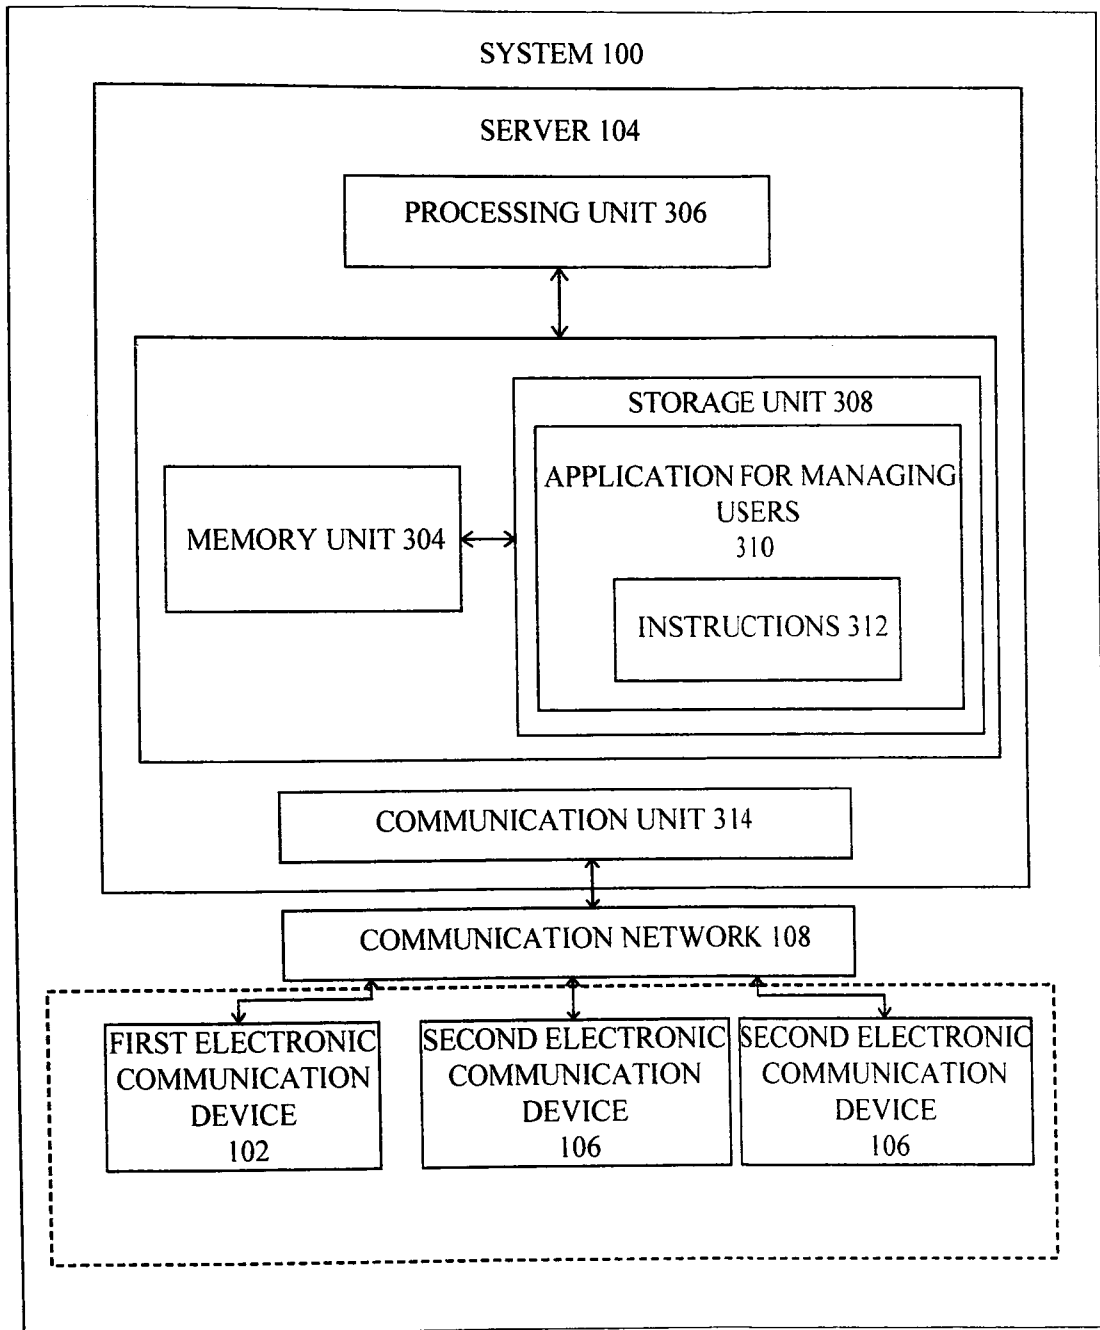 SYSTEM 100
SERVER 104
PROCESSING UNIT 306
STORAGE UNIT 308
APPLICATION FOR MANAGING
USERS
310
MEMORY UNIT 304
INSTRUCTIONS 312
COMMUNICATION UNIT 314
COMMUNICATION NETWORK 108
FIRST ELECTRONIC
COMMUNICATION
DEVICE
102
SECOND ELECTRONIC
COMMUNICATION
DEVICE
106
SECOND ELECTRONIC
COMMUNICATION
DEVICE
106